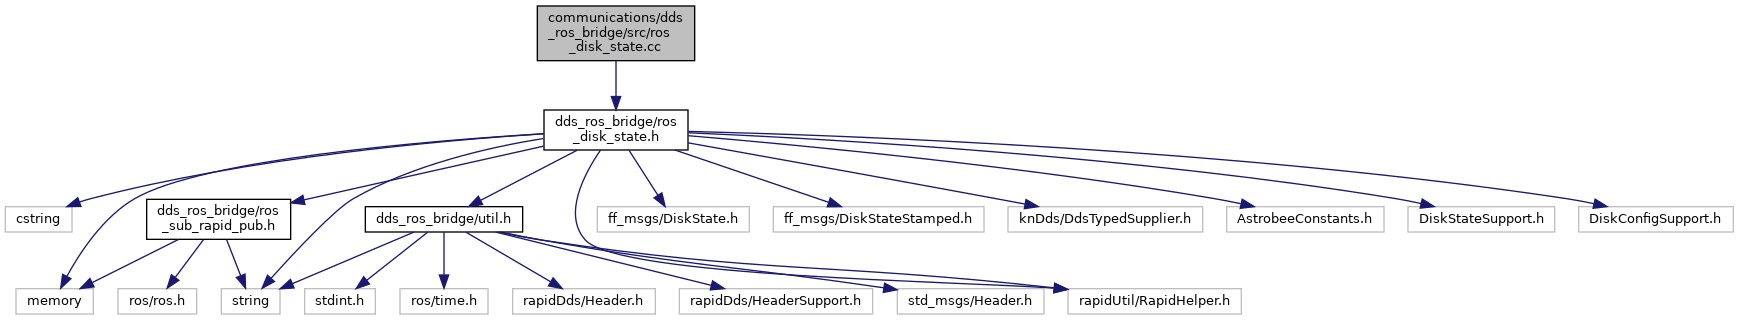 communications/dds
_ros_bridge/src/ros
_disk_state.cc
dds_ros_bridge/ros
_disk_state.h
cstring
dds_ros_bridge/ros
_sub_rapid_pub.h
dds_ros_bridge/util.h
ff_msgs/DiskState.h
ff_msgs/DiskStateStamped.h
knDds/DdsTypedSupplier.h
AstrobeeConstants.h
DiskStateSupport.h
DiskConfigSupport.h
memory
ros/ros.h
string
stdint.h
ros/time.h
rapidDds/Header.h
rapidDds/HeaderSupport.h
std_msgs/Header.h
rapidUtil/RapidHelper.h